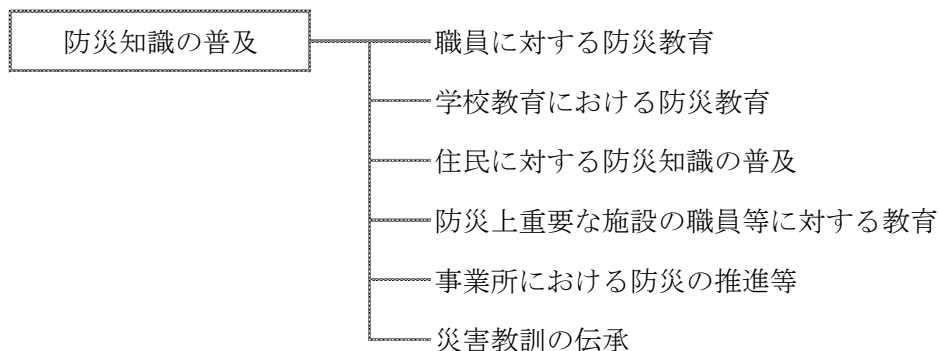 防災知識の普及
職員に対する防災教育
学校教育における防災教育
住民に対する防災知識の普及
防災上重要な施設の職員等に対する教育
事業所における防災の推進等
災害教訓の伝承